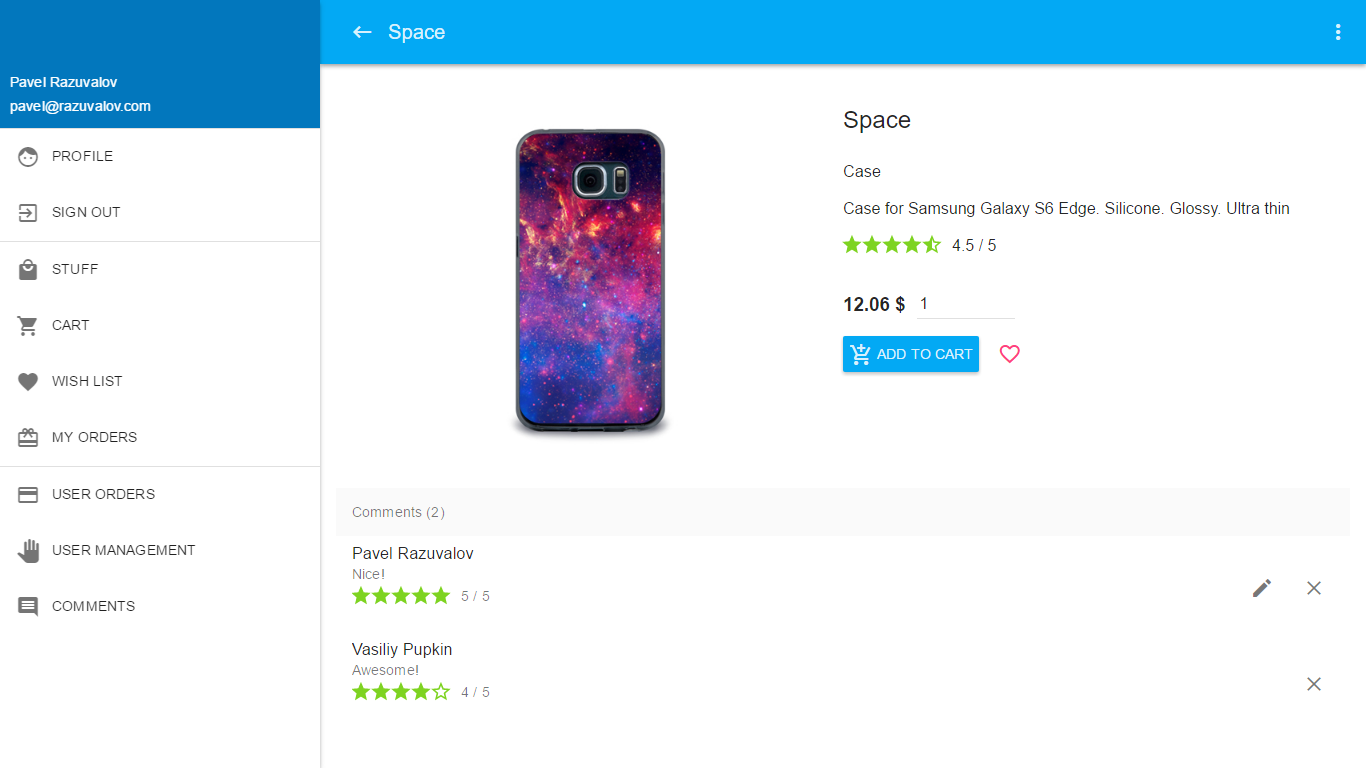 Pavel Razuvalov
pavel@razuvalov.com
PROFILE
SIGN OUT
STUFF
CART
WISH LIST
MY ORDERS
USER ORDERS
USER MANAGEMENT
COMMENTS
Space
Space
Case
Case for Samsung Galaxy S6 Edge. Silicone. Glossy. Ultra thin
4.5 / 5
12.06 $ 1
ADD TO CART
Comments (2)
Pavel Razuvalov
Nice!
5 / 5
Vasiliy Pupkin
Awesome!
4 / 5